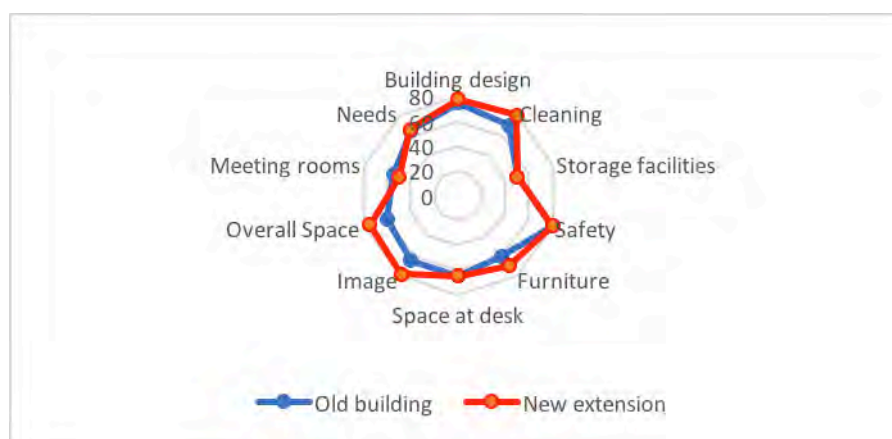 Building design
80
Needs
Cleaning
60
40
Meeting rooms
Storage facilities
20
0
Overall Space
Safety
Image
Furniture
Space at desk
Old building
New extension